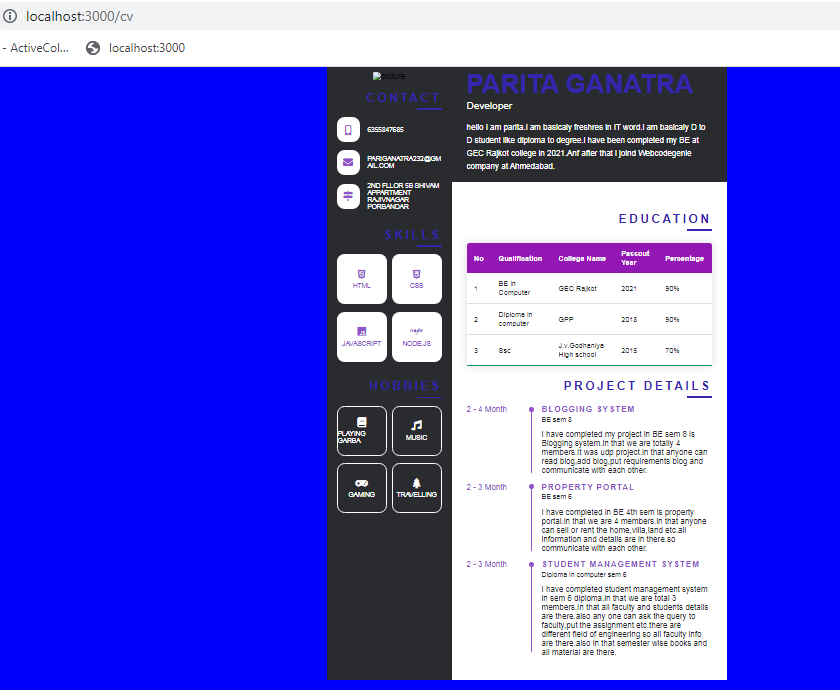 localhost:3000/cv
- ActiveCol...
localhost:3000
picture
CONTACT
6355847685
PARIGANATRA232@GM
AIL.COM
2ND FLLOR 5B SHIVAM
APPARTMENT
RAJIVNAGAR
PORBANDAR
SKILLS
HTML
CSS
JAVASCRIPT
node
NODE.JS
HOBBIES
PLAYING
GARBA
MUSIC
GAMING
TRAVELLING
PARITA GANATRA
Developer
hello I am parita.I am basicaly freshres in IT word.I am basicaly D to
D student like diploma to degree.I have been completed my BE at
GEC Rajkot college in 2021.Anf after that I joind Webcodegenie
company at Ahmedabad.
EDUCATION
No Qualification College Name Passout Year Percentage
1 BE in Computer GEC Rajkot 2021 90%
2 Diploma in computer GPP 2018 90%
3 Ssc J.v.Godhaniya High school 2015 70%
PROJECT DETAILS
2 - 4 Month
BLOGGING SYSTEM
BE sem 8
I have completed my project in BE sem 8 is
Blogging system.in that we are totally 4
members.it was udp project.in that anyone can
read blog,add blog,put requirements blog and
communicate with each other.
2 - 3 Month
PROPERTY PORTAL
BE sem 6
I have completed in BE 4th sem is property
portal.in that we are 4 members.in that anyone
can sell or rent the home,villa,land etc.all
information and details are in there.so
communicate with each other.
2 - 3 Month
STUDENT MANAGEMENT SYSTEM
Diploma in computer sem 6
I have completed student management system
in sem 6 diploma.in that we are total 3
members.in that all faculty and students details
are there.also any one can ask the query to
faculty,put the assignment etc.there are
different field of engineering so all faculty info
are there.also in that semester wise books and
all material are there.